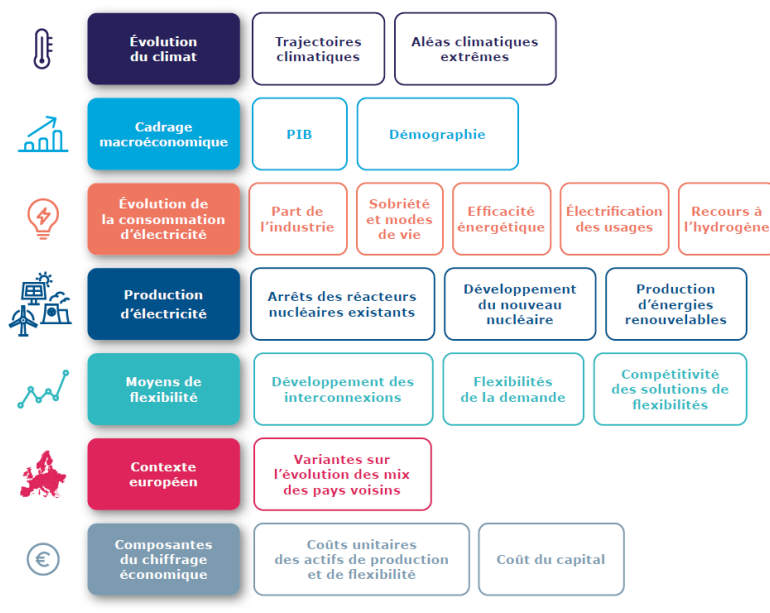 Évolution
du climat
Trajectoires
climatiques
Aléas climatiques
extrêmes
Cadrage
macroéconomique
PIB
Démographie
Évolution de
la consommation
d'électricité
Part de
l'industrie
Sobriété
et modes
de vie
Efficacité
énergétique
Électrification
des usages
Recours à
l'hydrogène
Production
d'électricité
Arrêts des réacteurs
nucléaires existants
Développement
du nouveau
nucléaire
Production
d'énergies
renouvelables
Moyens de
flexibilité
Développement des
interconnexions
Flexibilités
de la demande
Compétitivité
des solutions de
flexibilités
Contexte
européen
Variantes sur
l'évolution des mix
des pays voisins
Composantes
du chiffrage
économique
Coûts unitaires
des actifs de production
et de flexibilité
Coût du capital